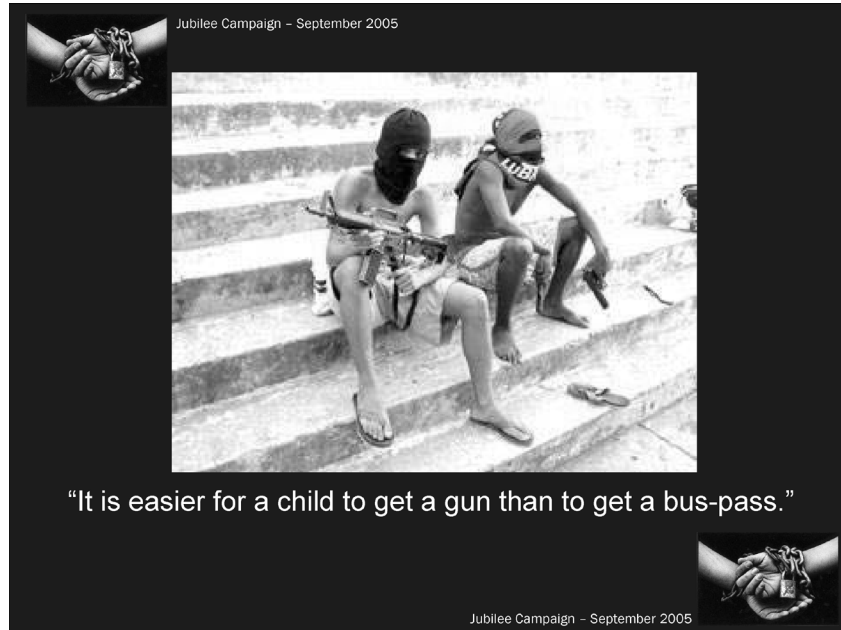 Jubilee Campaign – September 2005
LUB
“It is easier for a child to get a gun than to get a bus-pass.”
Jubilee Campaign – September 2005